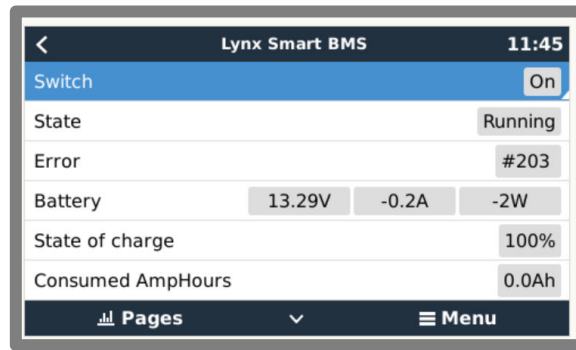 Lynx Smart BMS 11:45
Switch On
State Running
Error #203
Battery 13.29V -0.2A -2W
State of charge 100%
Consumed AmpHours 0.0Ah
Pages Menu